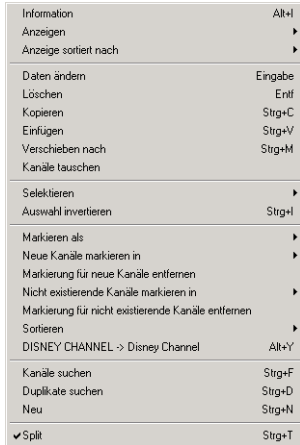 Information Alt+I
Anzeigen
Anzeige sortiert nach
Daten ändern Eingabe
Löschen Entf
Kopieren Strg+C
Einfügen Strg+V
Verschieben nach Strg+M
Kanäle tauschen
Selektieren
Auswahl invertieren Strg+I
Markieren als
Neue Kanäle markieren in
Markierung für neue Kanäle entfernen
Nicht existierende Kanäle markieren in
Markierung für nicht existierende Kanäle entfernen
Sortieren
DISNEY CHANNEL -> Disney Channel Alt+Y
Kanäle suchen Strg+F
Duplikate suchen Strg+D
Neu Strg+N
Split Strg+T